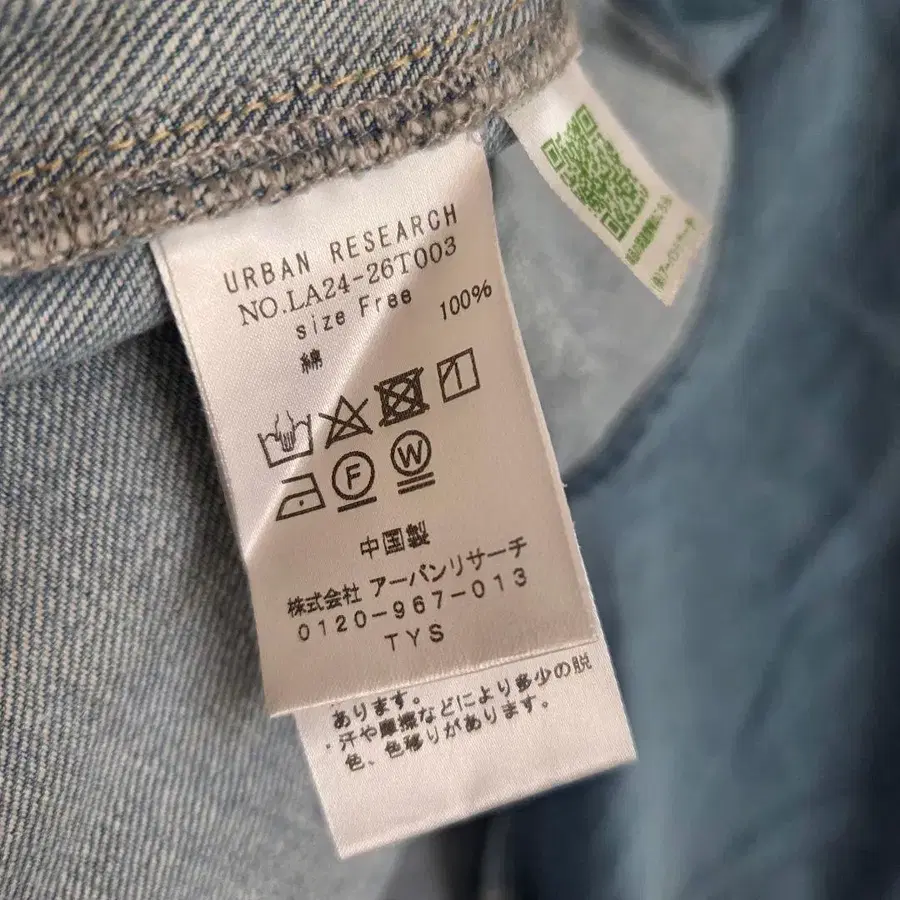 URBAN RESEARCH
NO.LA24-26T003
size Free
綿 100%
F W
中国製
株式会社 アーバンリサーチ
0120-967-013
TYS
あります。
・汗や摩擦などにより多少の脱
色、色移りがあります。